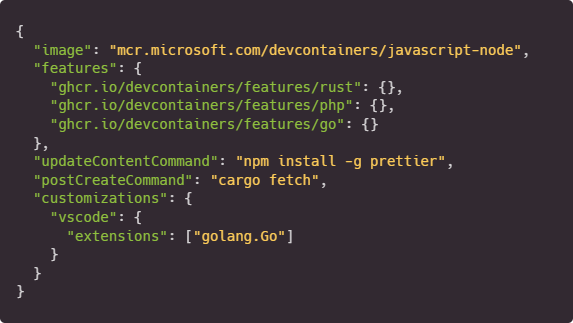 {
  "image": "mcr.microsoft.com/devcontainers/javascript-node",
  "features": {
    "ghcr.io/devcontainers/features/rust": {},
    "ghcr.io/devcontainers/features/php": {},
    "ghcr.io/devcontainers/features/go": {}
  },
  "updateContentCommand": "npm install -g prettier",
  "postCreateCommand": "cargo fetch",
  "customizations": {
    "vscode": {
      "extensions": ["golang.Go"]
    }
  }
}